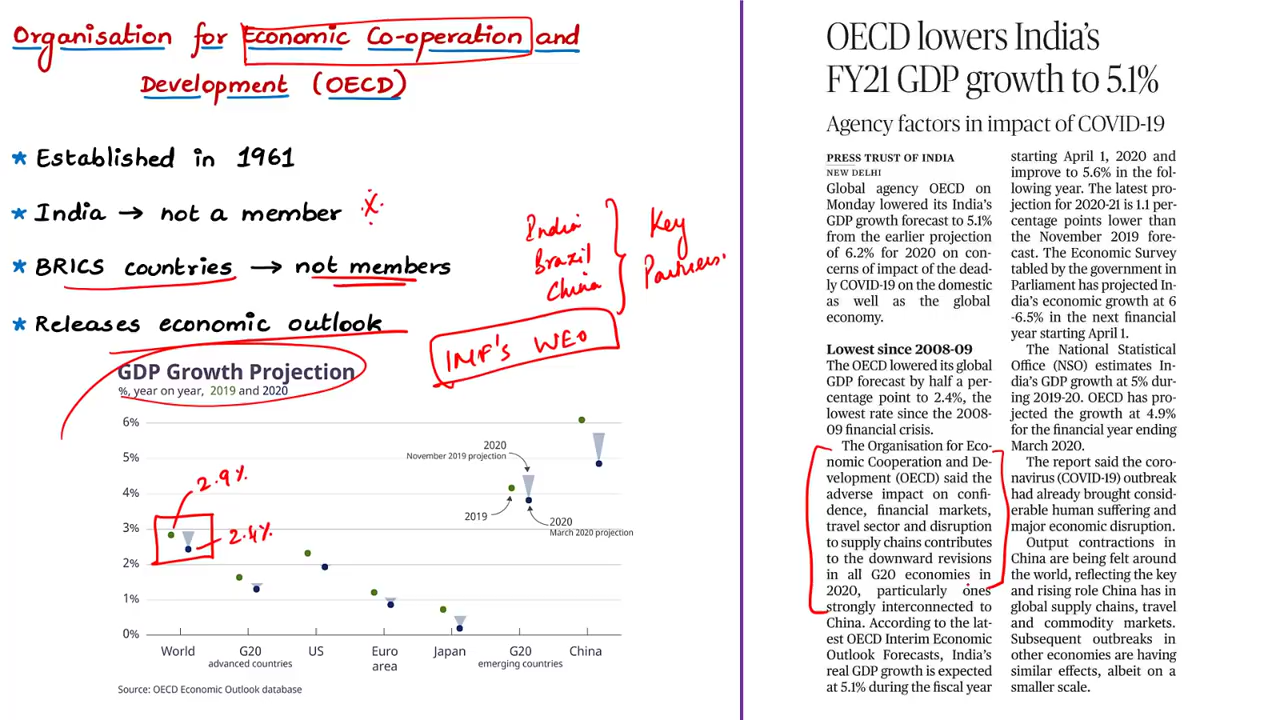 Organisation for Economic Co-operation and
Development (OECD)
* Established in 1961
* India → not a member
* BRICS countries → not members
* Releases economic outlook
India
Brazil
China
Key
Partners.
IMF's WEO
GDP Growth Projection
%, year on year, 2019 and 2020
6%
5%
4%
3%
2%
1%
0%
2.9%
2.4%
2020
November 2019 projection
2019
2020
March 2020 projection
World
G20
advanced countries
US
Euro
area
Japan
G20
emerging countries
China
Source: OECD Economic Outlook database
OECD lowers India's
FY21 GDP growth to 5.1%
Agency factors in impact of COVID-19
PRESS TRUST OF INDIA
NEW DELHI
Global agency OECD on
Monday lowered its India's
GDP growth forecast to 5.1%
from the earlier projection
of 6.2% for 2020 on con-
cerns of impact of the dead-
ly COVID-19 on the domestic
as well as the global
economy.
Lowest since 2008-09
The OECD lowered its global
GDP forecast by half a per-
centage point to 2.4%, the
lowest rate since the 2008-
09 financial crisis.
The Organisation for Eco-
nomic Cooperation and De-
velopment (OECD) said the
adverse impact on confi-
dence, financial markets,
travel sector and disruption
to supply chains contributes
to the downward revisions
in all G20 economies in
2020, particularly ones
strongly interconnected to
China. According to the lat-
est OECD Interim Economic
Outlook Forecasts, India's
real GDP growth is expected
at 5.1% during the fiscal year
starting April 1, 2020 and
improve to 5.6% in the fol-
lowing year. The latest pro-
jection for 2020-21 is 1.1 per-
centage points lower than
the November 2019 fore-
cast. The Economic Survey
tabled by the government in
Parliament has projected In-
dia's economic growth at 6
-6.5% in the next financial
year starting April 1.
The National Statistical
Office (NSO) estimates In-
dia's GDP growth at 5% dur-
ing 2019-20. OECD has pro-
jected the growth at 4.9%
for the financial year ending
March 2020.
The report said the coro-
navirus (COVID-19) outbreak
had already brought consid-
erable human suffering and
major economic disruption.
Output contractions in
China are being felt around
the world, reflecting the key
and rising role China has in
global supply chains, travel
and commodity markets.
Subsequent outbreaks in
other economies are having
similar effects, albeit on a
smaller scale.